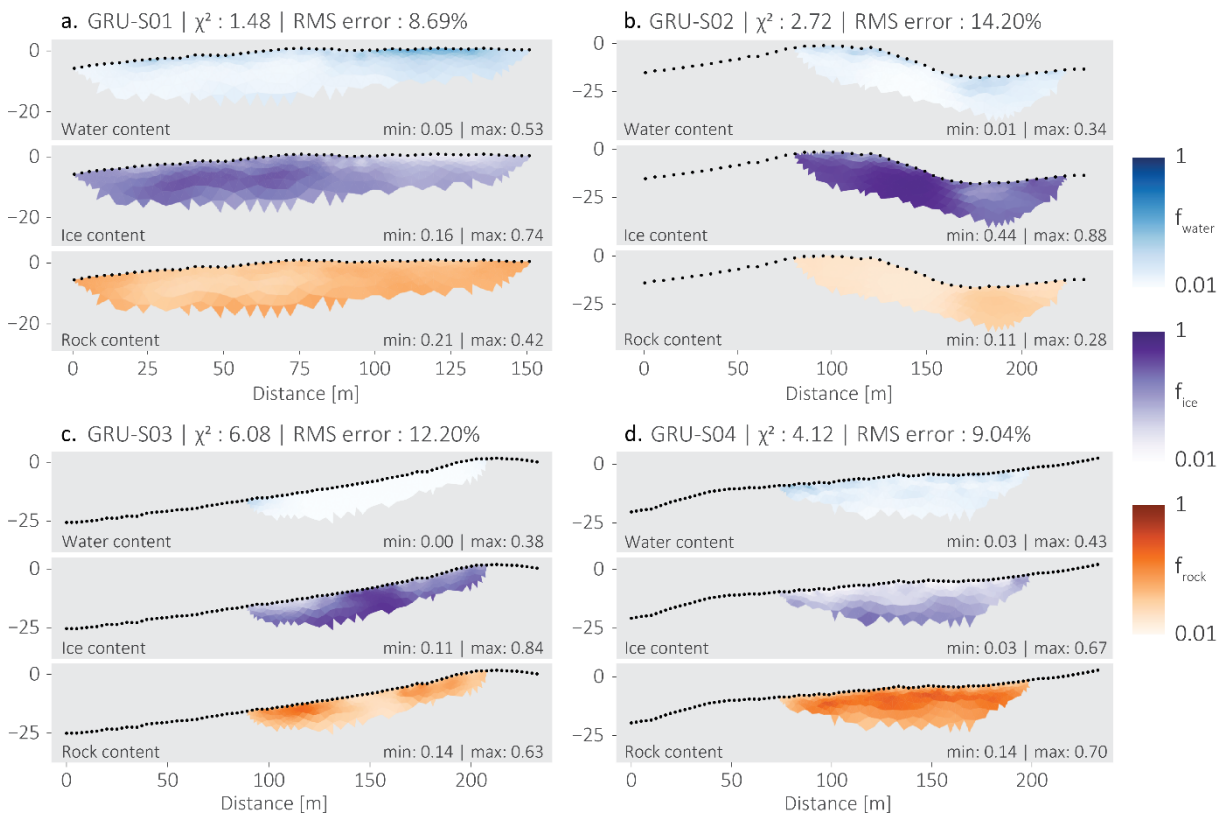 a. GRU-S01 | χ² : 1.48 | RMS error : 8.69%
0
−20
Water content
min: 0.05 | max: 0.53
0
−20
Ice content
min: 0.16 | max: 0.74
0
−20
Rock content
min: 0.21 | max: 0.42
0 25 50 75 100 125 150
Distance [m]
b. GRU-S02 | χ² : 2.72 | RMS error : 14.20%
0
−25
Water content
min: 0.01 | max: 0.34
0
−25
Ice content
min: 0.44 | max: 0.88
0
−25
Rock content
min: 0.11 | max: 0.28
0 50 100 150 200
Distance [m]
c. GRU-S03 | χ² : 6.08 | RMS error : 12.20%
0
−25
Water content
min: 0.00 | max: 0.38
0
−25
Ice content
min: 0.11 | max: 0.84
0
−25
Rock content
min: 0.14 | max: 0.63
0 50 100 150 200
Distance [m]
d. GRU-S04 | χ² : 4.12 | RMS error : 9.04%
0
−25
Water content
min: 0.03 | max: 0.43
0
−25
Ice content
min: 0.03 | max: 0.67
0
−25
Rock content
min: 0.14 | max: 0.70
0 50 100 150 200
Distance [m]
1
f water
0.01
1
f ice
0.01
1
f rock
0.01